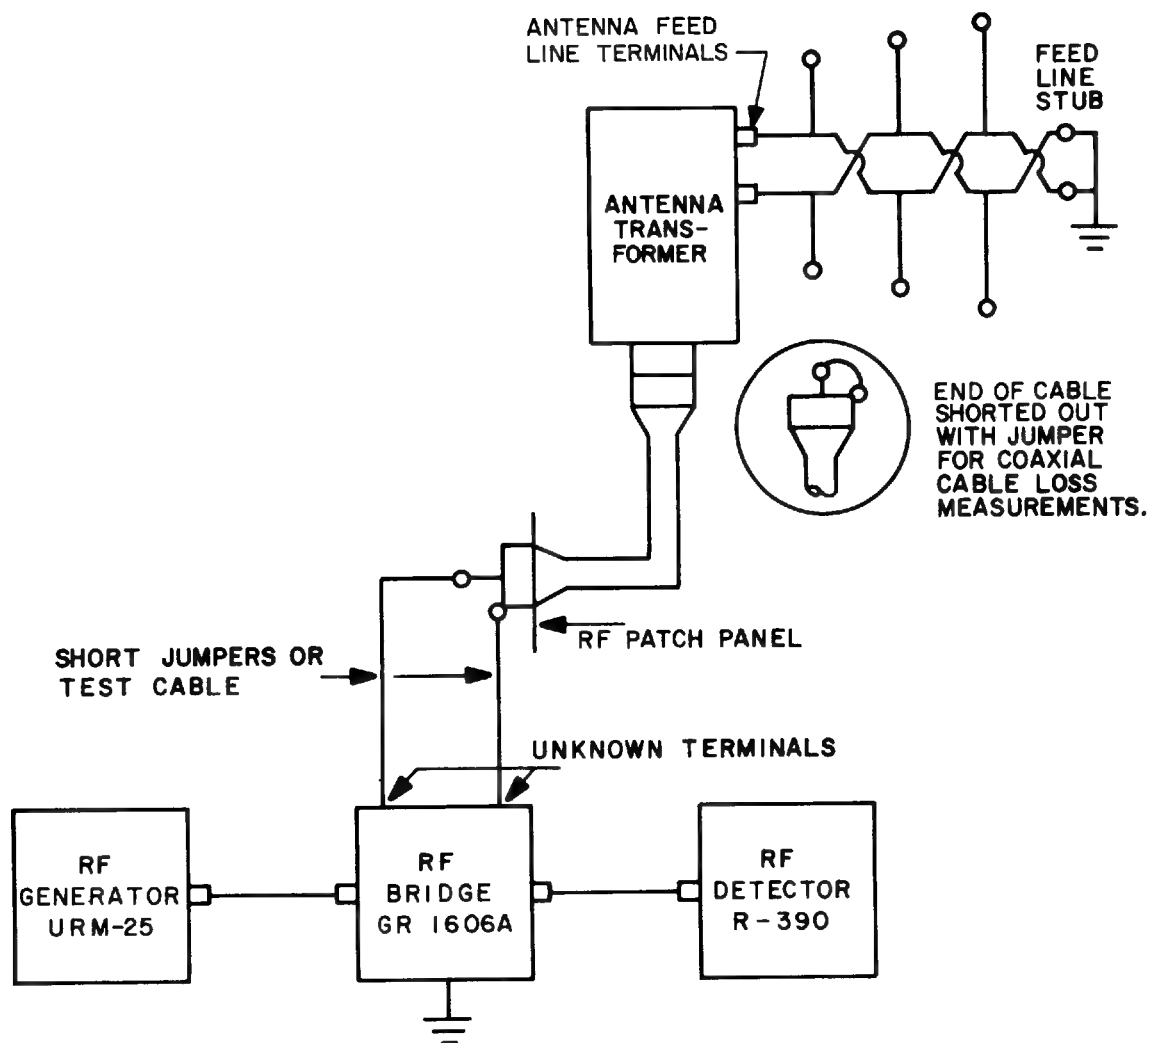 ANTENNA FEED
LINE TERMINALS
FEED
LINE
STUB
ANTENNA
TRANS-
FORMER
END OF CABLE
SHORTED OUT
WITH JUMPER
FOR COAXIAL
CABLE LOSS
MEASUREMENTS.
RF PATCH PANEL
SHORT JUMPERS OR
TEST CABLE
UNKNOWN TERMINALS
RF
GENERATOR
URM-25
RF
BRIDGE
GR 1606A
RF
DETECTOR
R-390